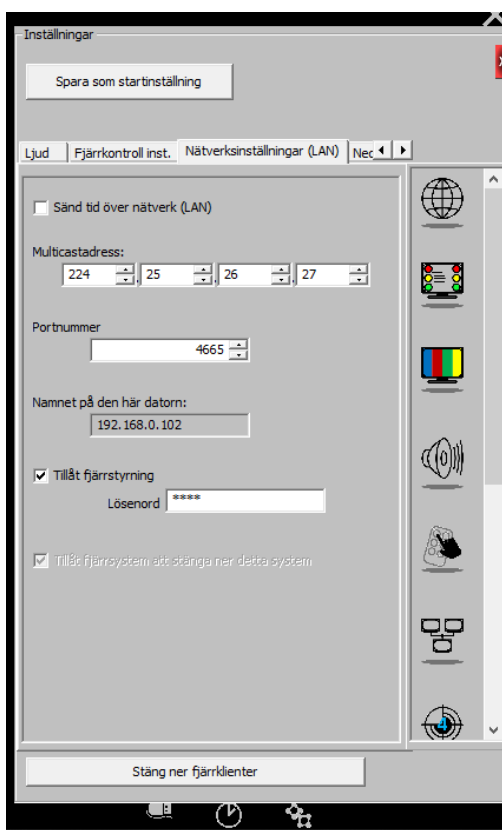 Inställningar
Spara som startinställning
Ljud Fjärrkontroll inst. Nätverksinställningar (LAN) Nec
Sänd tid över nätverk (LAN)
Multicastadress:
224 . 25 . 26 . 27
Portnummer
4665
Namnet på den här datorn:
192.168.0.102
Tillåt fjärrstyrning
Lösenord ****
Tillåt fjärrsystem att stänga ner detta system
4
Stäng ner fjärrklienter